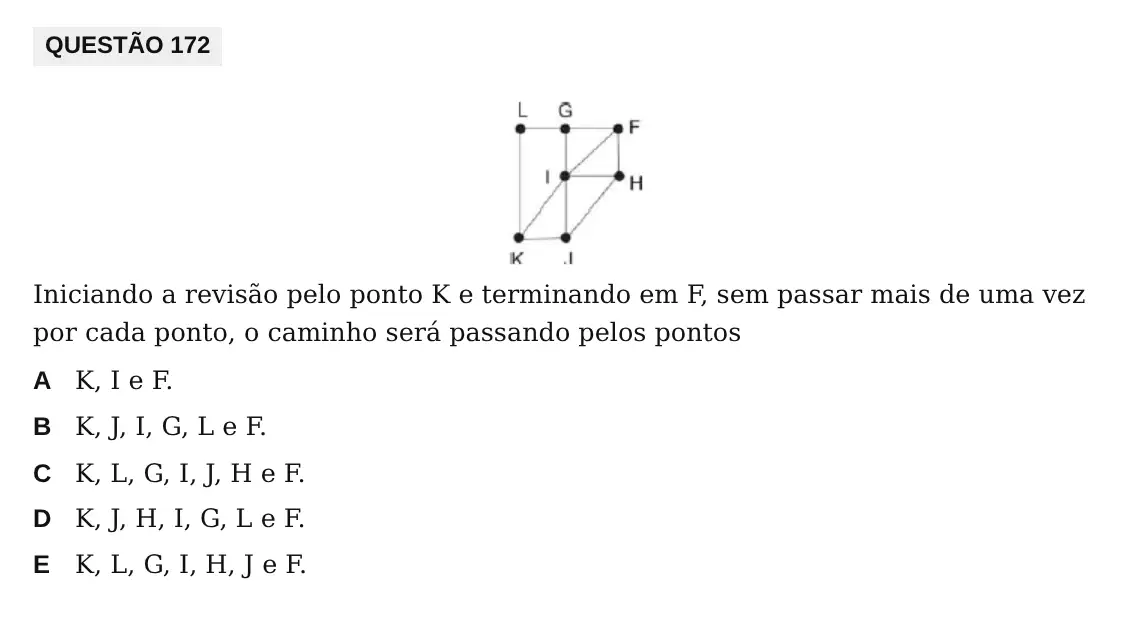 QUESTÃO 172
L G F
I H
K J
Iniciando a revisão pelo ponto K e terminando em F, sem passar mais de uma vez
por cada ponto, o caminho será passando pelos pontos
A K, I e F.
B K, J, I, G, L e F.
C K, L, G, I, J, H e F.
D K, J, H, I, G, L e F.
E K, L, G, I, H, J e F.